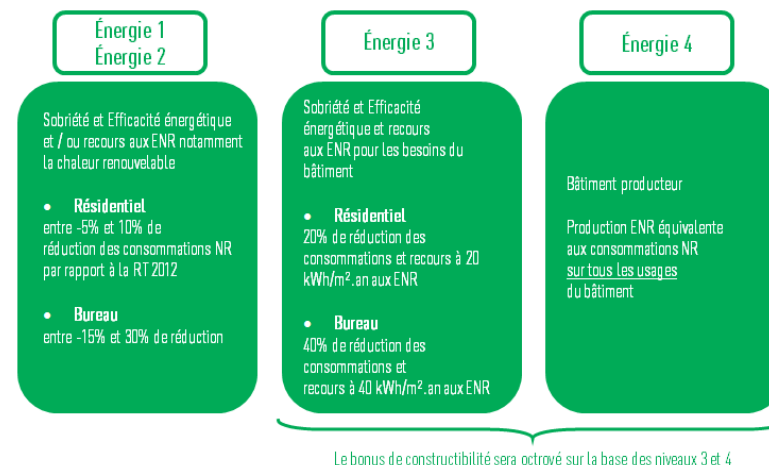 Énergie 1
Énergie 2
Sobriété et Efficacité énergétique
et / ou recours aux ENR notamment
la chaleur renouvelable
• Résidentiel
entre -5% et 10% de
réduction des consommations NR
par rapport à la RT 2012
• Bureau
entre -15% et 30% de réduction
Énergie 3
Sobriété et Efficacité
énergétique et recours
aux ENR pour les besoins du
bâtiment
• Résidentiel
20% de réduction des
consommations et recours à 20
kWh/m².an aux ENR
• Bureau
40% de réduction des
consommations et
recours à 40 kWh/m².an aux ENR
Énergie 4
Bâtiment producteur
Production ENR équivalente
aux consommations NR
sur tous les usages
du bâtiment
Le bonus de constructibilité sera octroyé sur la base des niveaux 3 et 4